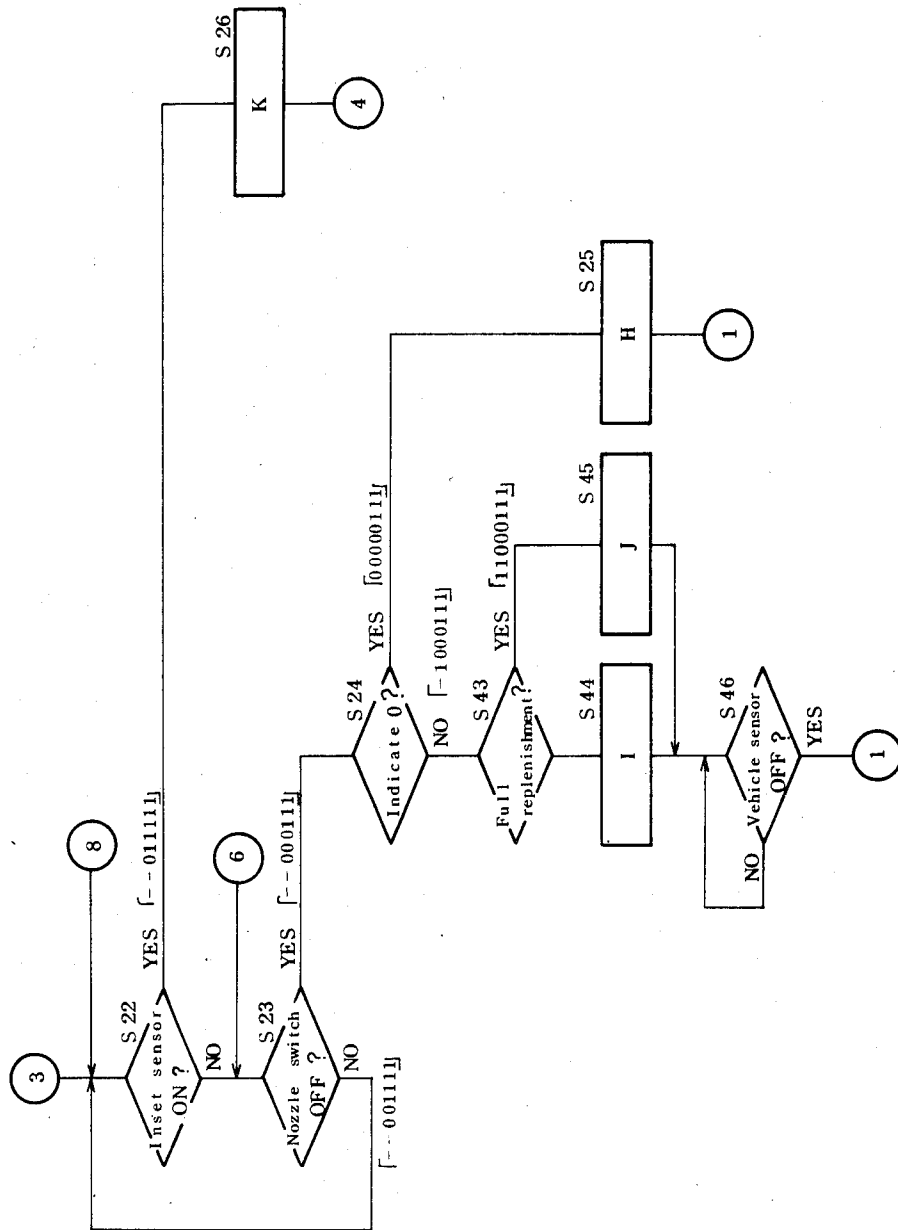 3
8
S 22
Inset sensor
ON ?
YES
「--011111」
NO
6
S 23
Nozzle switch
OFF ?
YES
「--000111」
NO
「--001111」
S 26
K
4
S 24
Indicate 0 ?
YES
「00000111」
NO
「-1000111」
S 25
H
1
S 43
Full
replenishment?
YES
「11000111」
S 45
J
S 44
I
S 46
Vehicle sensor
OFF ?
NO
YES
1